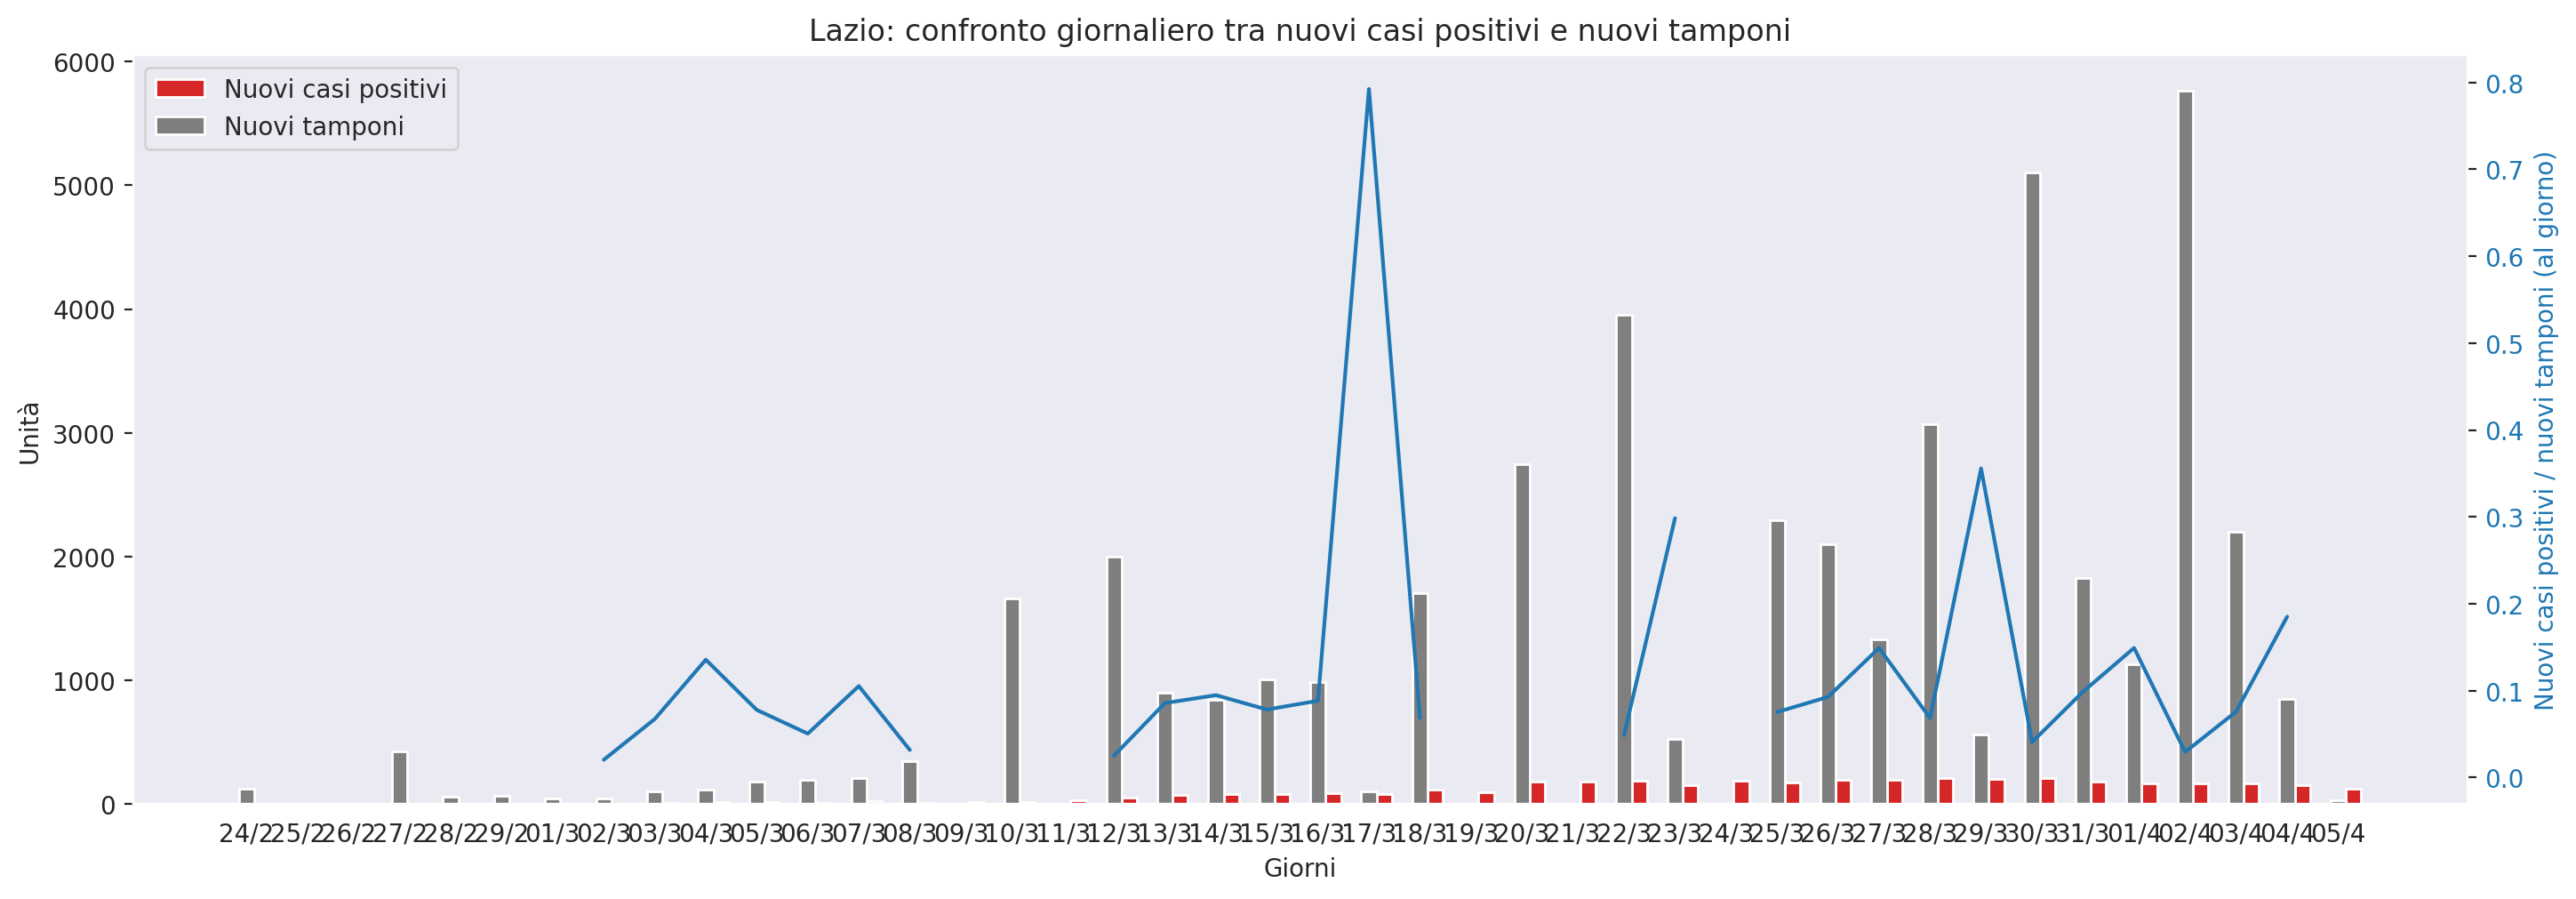 Lazio: confronto giornaliero tra nuovi casi positivi e nuovi tamponi
Nuovi casi positivi
Nuovi tamponi
6000
5000
4000
3000
2000
1000
0
Unità
0.8
0.7
0.6
0.5
0.4
0.3
0.2
0.1
0.0
Nuovi casi positivi / nuovi tamponi (al giorno)
24/2 25/2 26/2 27/2 28/2 29/2 01/3 02/3 03/3 04/3 05/3 06/3 07/3 08/3 09/3 10/3 11/3 12/3 13/3 14/3 15/3 16/3 17/3 18/3 19/3 20/3 21/3 22/3 23/3 24/3 25/3 26/3 27/3 28/3 29/3 30/3 31/3 01/4 02/4 03/4 04/4 05/4
Giorni